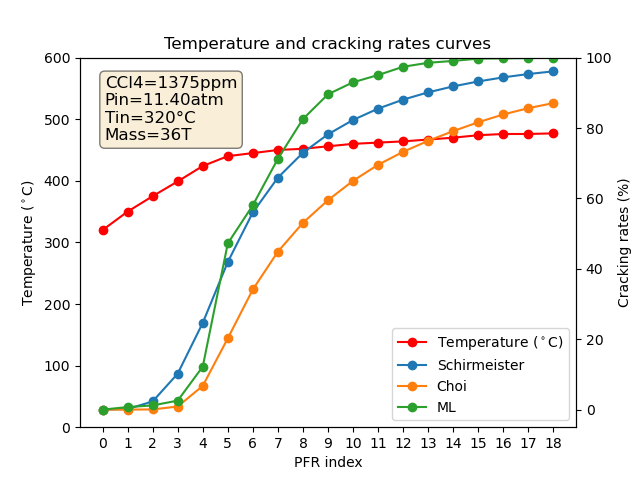 Temperature and cracking rates curves
CCl4=1375ppm
Pin=11.40atm
Tin=320°C
Mass=36T
Temperature (°C)
600
500
400
300
200
100
0
Cracking rates (%)
100
80
60
40
20
0
Temperature (°C)
Schirmeister
Choi
ML
0 1 2 3 4 5 6 7 8 9 10 11 12 13 14 15 16 17 18
PFR index